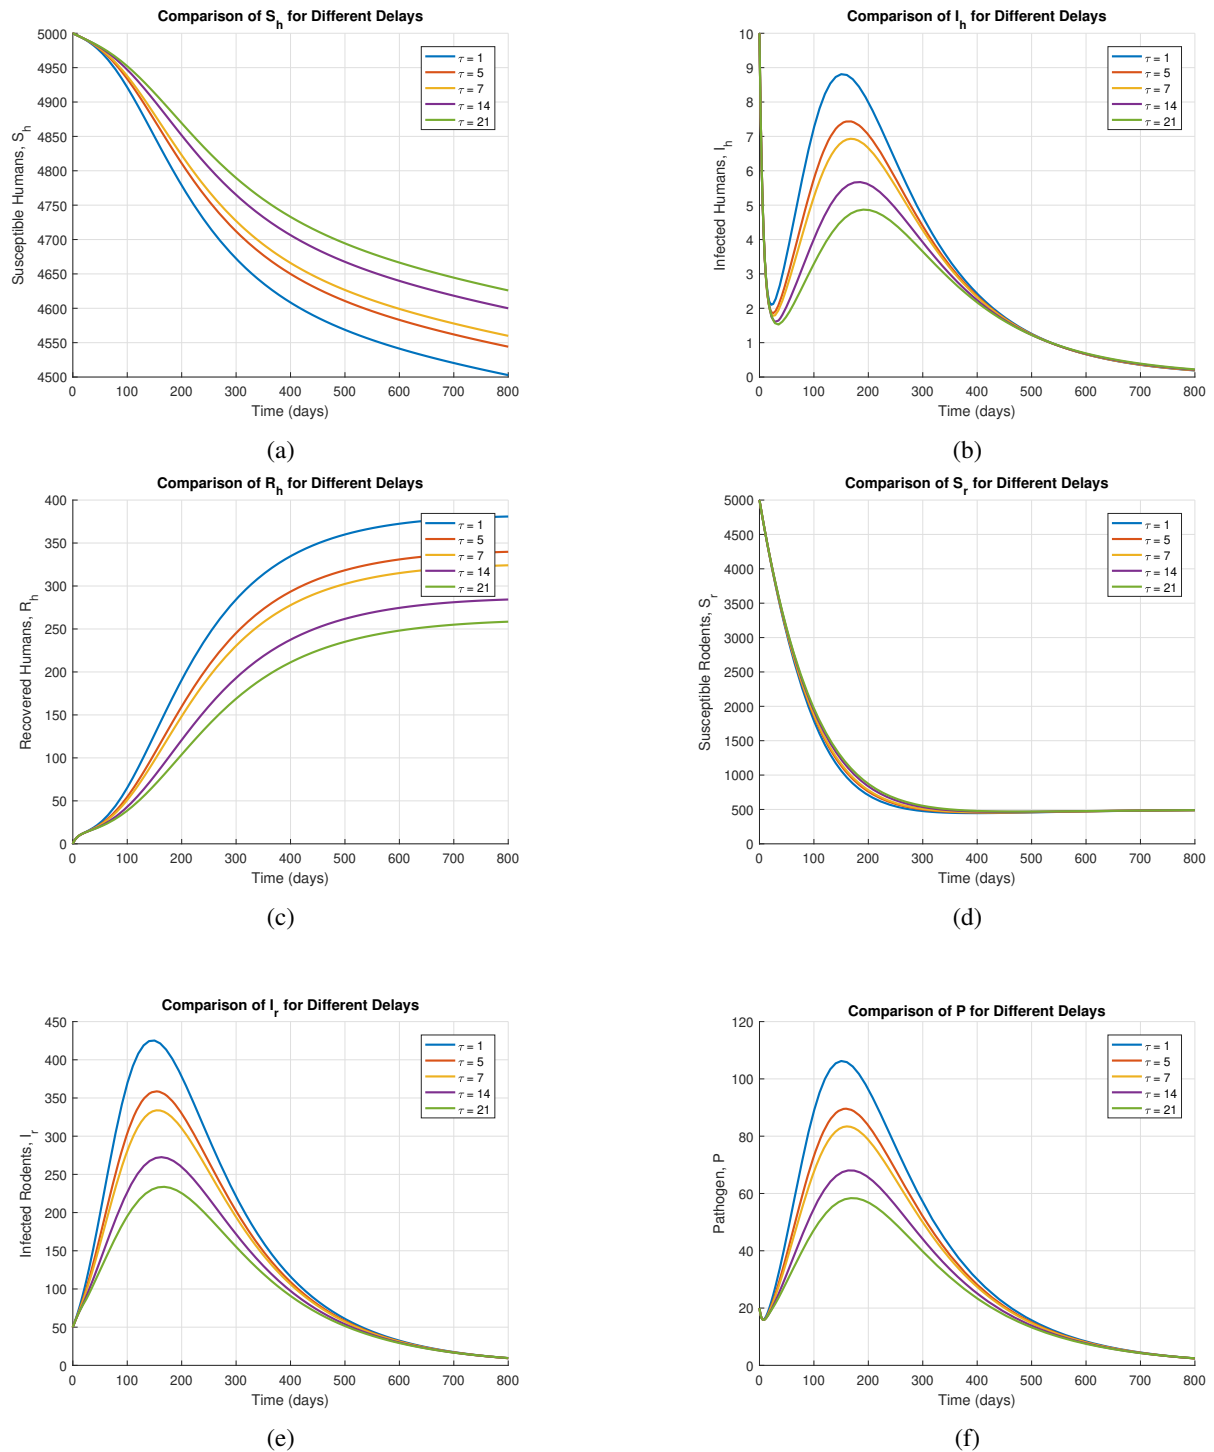 Comparison of S_h for Different Delays
5000
4950
4900
4850
4800
4750
4700
4650
4600
4550
4500
Susceptible Humans, S_h
0 100 200 300 400 500 600 700 800
Time (days)
τ = 1
τ = 5
τ = 7
τ = 14
τ = 21
(a)
Comparison of I_h for Different Delays
10
9
8
7
6
5
4
3
2
1
0
Infected Humans, I_h
0 100 200 300 400 500 600 700 800
Time (days)
τ = 1
τ = 5
τ = 7
τ = 14
τ = 21
(b)
Comparison of R_h for Different Delays
400
350
300
250
200
150
100
50
0
Recovered Humans, R_h
0 100 200 300 400 500 600 700 800
Time (days)
τ = 1
τ = 5
τ = 7
τ = 14
τ = 21
(c)
Comparison of S_r for Different Delays
5000
4500
4000
3500
3000
2500
2000
1500
1000
500
0
Susceptible Rodents, S_r
0 100 200 300 400 500 600 700 800
Time (days)
τ = 1
τ = 5
τ = 7
τ = 14
τ = 21
(d)
Comparison of I_r for Different Delays
450
400
350
300
250
200
150
100
50
0
Infected Rodents, I_r
0 100 200 300 400 500 600 700 800
Time (days)
τ = 1
τ = 5
τ = 7
τ = 14
τ = 21
(e)
Comparison of P for Different Delays
120
100
80
60
40
20
0
Pathogen, P
0 100 200 300 400 500 600 700 800
Time (days)
τ = 1
τ = 5
τ = 7
τ = 14
τ = 21
(f)